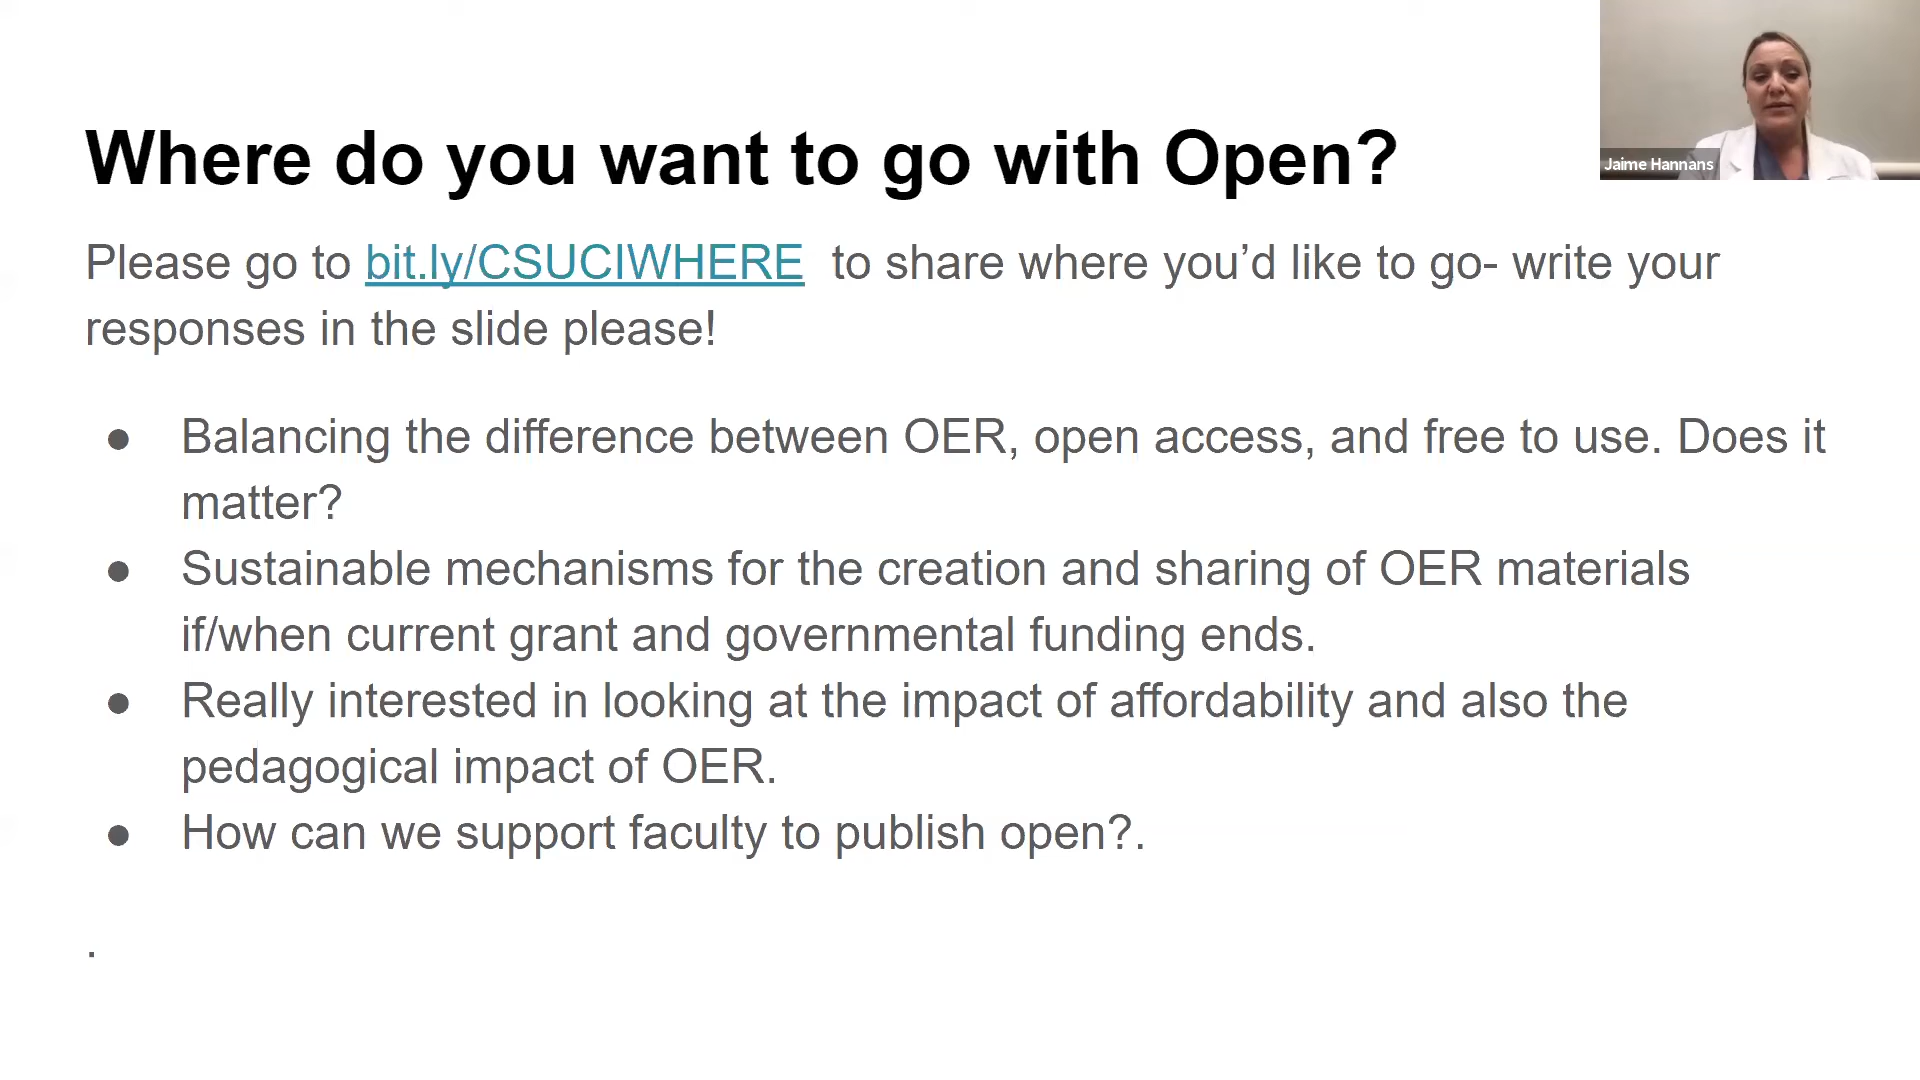 Where do you want to go with Open?
Jaime Hannans
Please go to bit.ly/CSUCIWHERE to share where you’d like to go- write your
responses in the slide please!
● Balancing the difference between OER, open access, and free to use. Does it
matter?
● Sustainable mechanisms for the creation and sharing of OER materials
if/when current grant and governmental funding ends.
● Really interested in looking at the impact of affordability and also the
pedagogical impact of OER.
● How can we support faculty to publish open?.
.